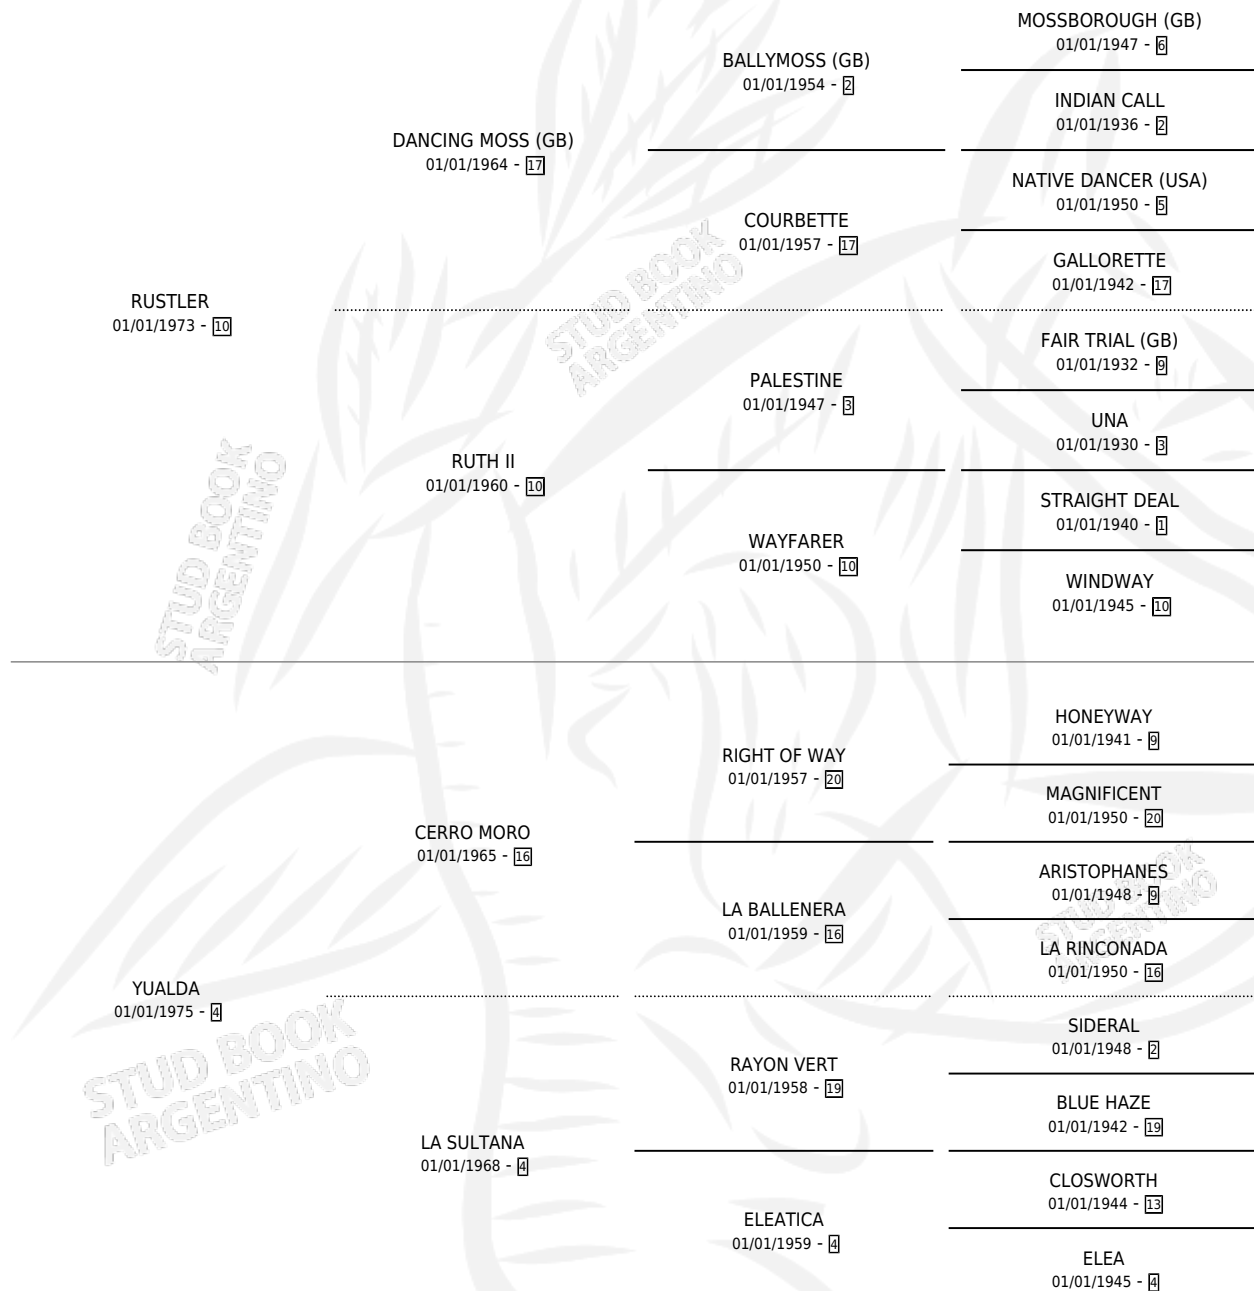 MOSSBOROUGH (GB)
01/01/1947 - 6
BALLYMOSS (GB)
01/01/1954 - 2
INDIAN CALL
01/01/1936 - 2
DANCING MOSS (GB)
01/01/1964 - 17
NATIVE DANCER (USA)
01/01/1950 - 5
COURBETTE
01/01/1957 - 17
GALLORETTE
01/01/1942 - 17
RUSTLER
01/01/1973 - 10
FAIR TRIAL (GB)
01/01/1932 - 9
PALESTINE
01/01/1947 - 3
UNA
01/01/1930 - 3
RUTH II
01/01/1960 - 10
STRAIGHT DEAL
01/01/1940 - 1
WAYFARER
01/01/1950 - 10
WINDWAY
01/01/1945 - 10
HONEYWAY
01/01/1941 - 9
RIGHT OF WAY
01/01/1957 - 20
MAGNIFICENT
01/01/1950 - 20
CERRO MORO
01/01/1965 - 16
ARISTOPHANES
01/01/1948 - 9
LA BALLENERA
01/01/1959 - 16
LA RINCONADA
01/01/1950 - 16
YUALDA
01/01/1975 - 4
SIDERAL
01/01/1948 - 2
RAYON VERT
01/01/1958 - 19
BLUE HAZE
01/01/1942 - 19
LA SULTANA
01/01/1968 - 4
CLOSWORTH
01/01/1944 - 13
ELEATICA
01/01/1959 - 4
ELEA
01/01/1945 - 4
STUD BOOK
ARGENTINO
STUD BOOK
ARGENTINO
STUD BOOK
ARGENTINO
STUD BOOK
ARGENTINO